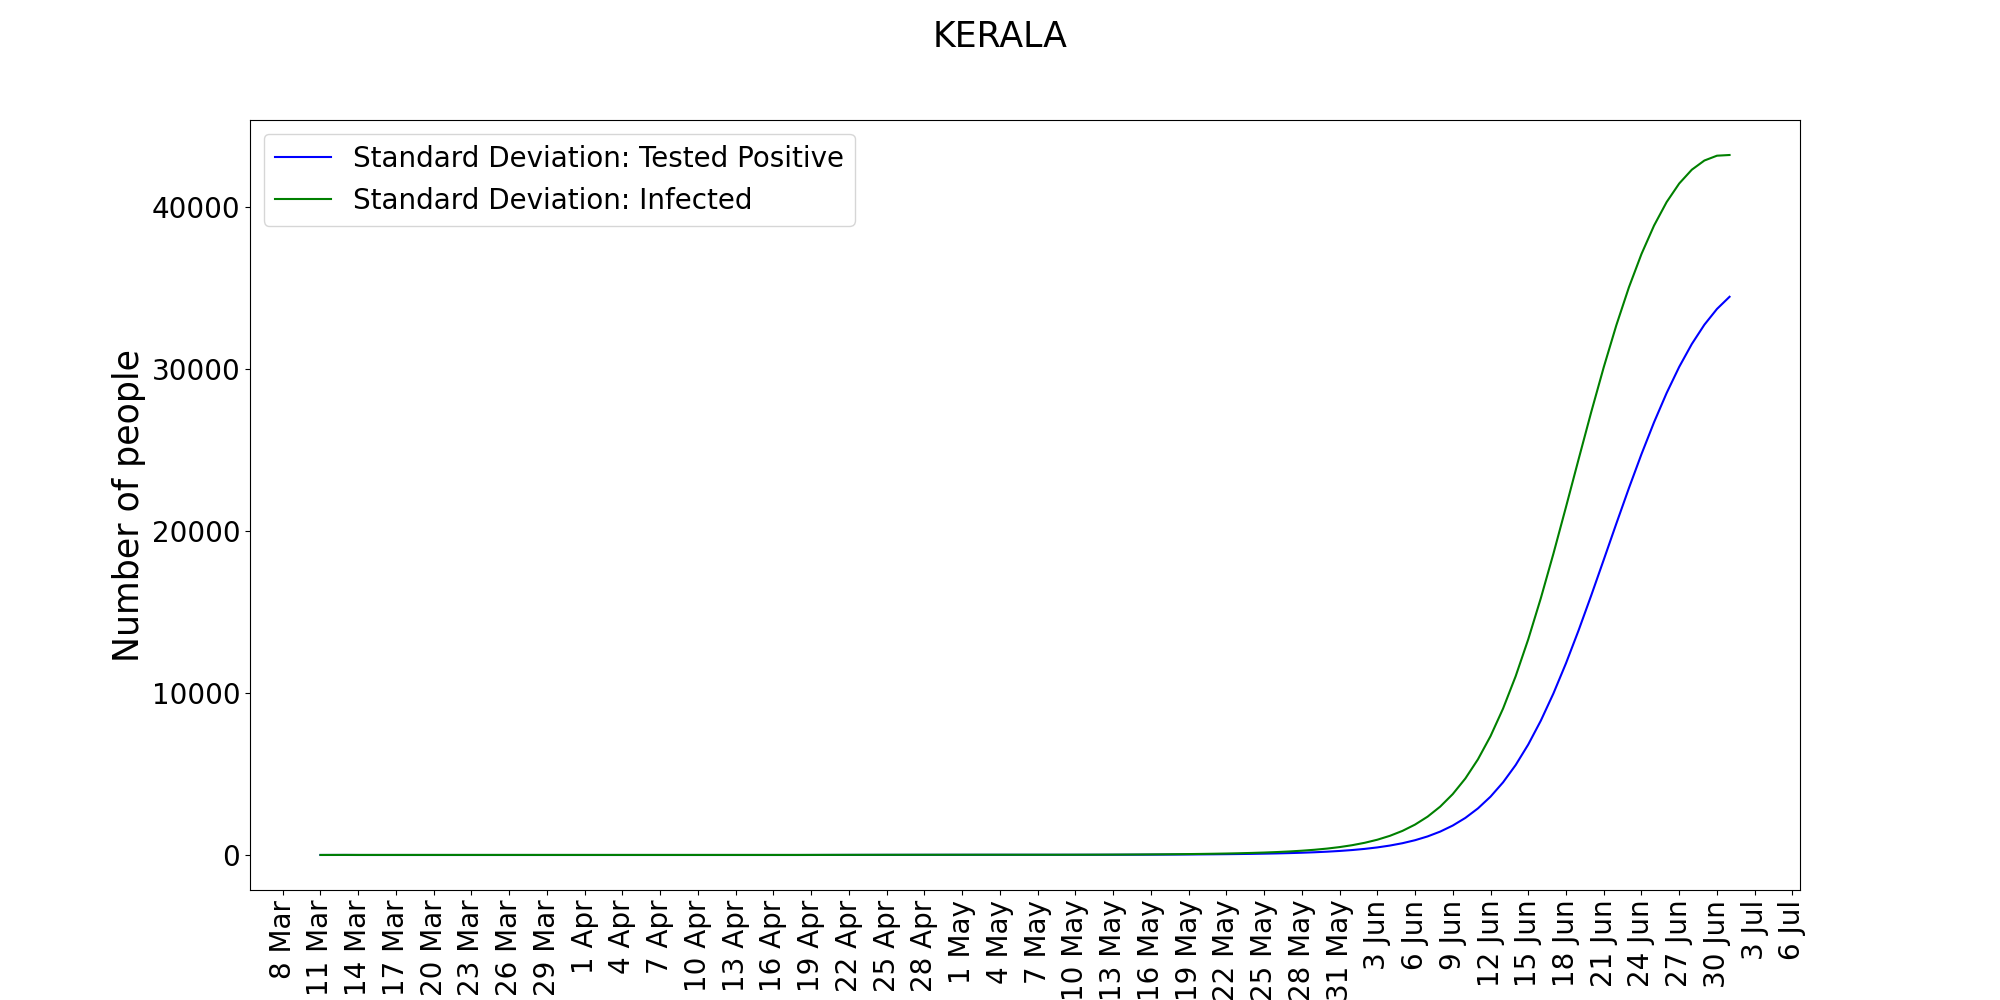 KERALA
Standard Deviation: Tested Positive
Standard Deviation: Infected
Number of people
40000
30000
20000
10000
0
8 Mar
11 Mar
14 Mar
17 Mar
20 Mar
23 Mar
26 Mar
29 Mar
1 Apr
4 Apr
7 Apr
10 Apr
13 Apr
16 Apr
19 Apr
22 Apr
25 Apr
28 Apr
1 May
4 May
7 May
10 May
13 May
16 May
19 May
22 May
25 May
28 May
31 May
3 Jun
6 Jun
9 Jun
12 Jun
15 Jun
18 Jun
21 Jun
24 Jun
27 Jun
30 Jun
3 Jul
6 Jul